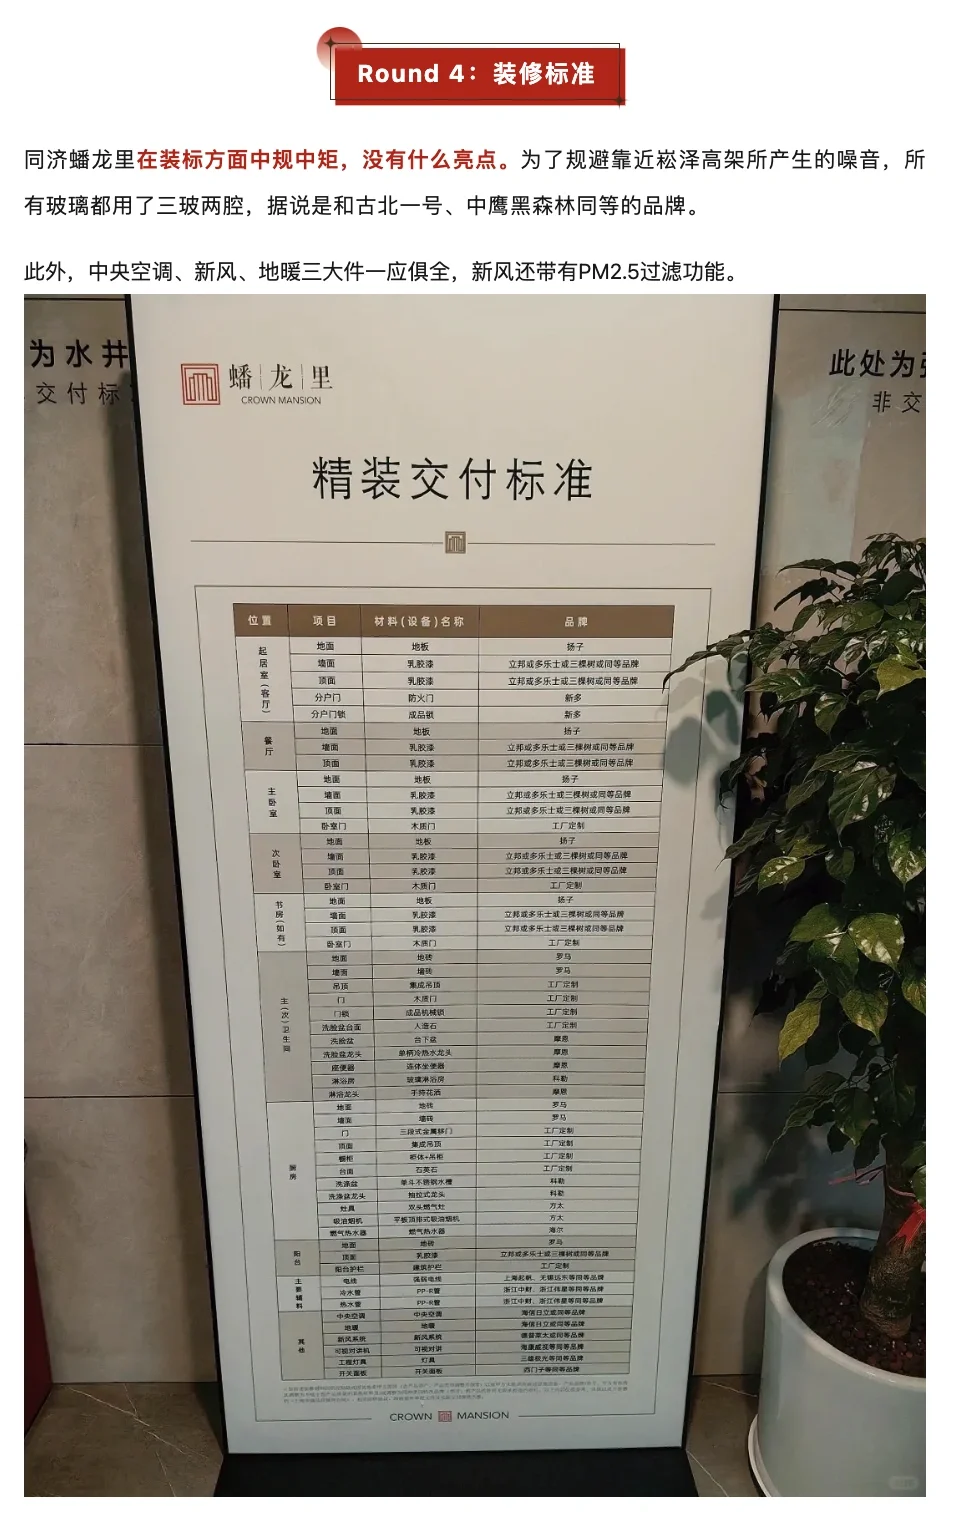 Round 4：装修标准
同济蟠龙里在装标方面中规中矩，没有什么亮点。为了规避靠近崧泽高架所产生的噪音，所
有玻璃都用了三玻两腔，据说是和古北一号、中鹰黑森林同等的品牌。
此外，中央空调、新风、地暖三大件一应俱全，新风还带有PM2.5过滤功能。
为水井
交付标
此处为
非交
蟠龙里
CROWN MANSION
精装交付标准
位置 项目 材料(设备)名称 品牌
起居室(客厅)
地面 地板 扬子
墙面 乳胶漆 立邦或多乐士或三棵树或同等品牌
顶面 乳胶漆 立邦或多乐士或三棵树或同等品牌
分户门 防火门 新多
分户门锁 成品锁 新多
餐厅
地面 地板 扬子
墙面 乳胶漆 立邦或多乐士或三棵树或同等品牌
顶面 乳胶漆 立邦或多乐士或三棵树或同等品牌
主卧室
地面 地板 扬子
墙面 乳胶漆 立邦或多乐士或三棵树或同等品牌
顶面 乳胶漆 立邦或多乐士或三棵树或同等品牌
卧室门 木质门 工厂定制
次卧室
地面 地板 扬子
墙面 乳胶漆 立邦或多乐士或三棵树或同等品牌
顶面 乳胶漆 立邦或多乐士或三棵树或同等品牌
卧室门 木质门 工厂定制
书房(如有)
地面 地板 扬子
墙面 乳胶漆 立邦或多乐士或三棵树或同等品牌
顶面 乳胶漆 立邦或多乐士或三棵树或同等品牌
卧室门 木质门 工厂定制
主(次)卫生间
地面 地砖 罗马
墙面 墙砖 罗马
吊顶 集成吊顶 工厂定制
门 木质门 工厂定制
门锁 成品机械锁 工厂定制
洗脸盆台面 人造石 工厂定制
洗脸盆 台下盆 摩恩
洗脸盆龙头 单柄冷热水龙头 摩恩
座便器 连体坐便器 摩恩
淋浴房 玻璃淋浴房 科勒
淋浴龙头 手持花洒 摩恩
厨房
地面 地砖 罗马
墙面 墙砖 罗马
门 三段式金属移门 工厂定制
顶面 集成吊顶 工厂定制
橱柜 柜体+吊柜 工厂定制
台面 石英石 工厂定制
洗涤盆 单斗不锈钢水槽 科勒
洗涤盆龙头 抽拉式龙头 科勒
灶具 双头燃气灶 方太
吸油烟机 平板顶排式吸油烟机 方太
燃气热水器 燃气热水器 海尔
阳台
地面 地砖 罗马
顶面 乳胶漆 立邦或多乐士或三棵树或同等品牌
阳台护栏 建筑护栏 工厂定制
主要辅料
电线 强弱电线 上海起帆、无锡远东等同等品牌
冷水管 PP-R管 浙江中财、浙江伟星等同等品牌
热水管 PP-R管 浙江中财、浙江伟星等同等品牌
其他
中央空调 中央空调 海信日立或同等品牌
地暖 地暖 海信日立或同等品牌
新风系统 新风系统 德普莱太或同等品牌
可视对讲机 可视对讲 海康威视等同等品牌
工程灯具 灯具 三雄极光等同等品牌
开关面板 开关面板 西门子等同等品牌
CROWN MANSION